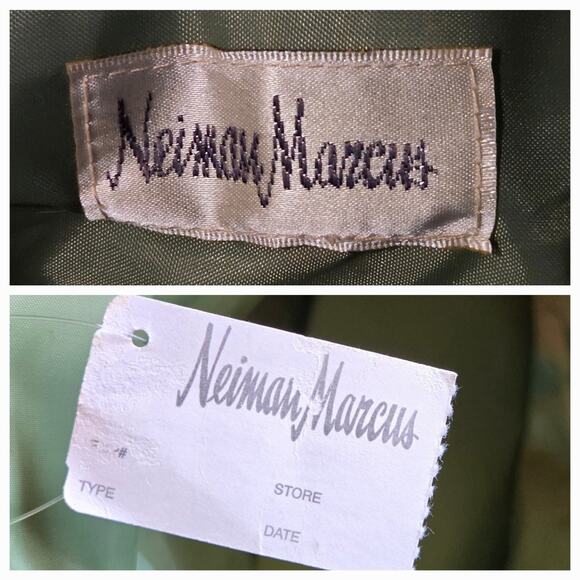 Neiman Marcus
Neiman Marcus
#
TYPE STORE
DATE